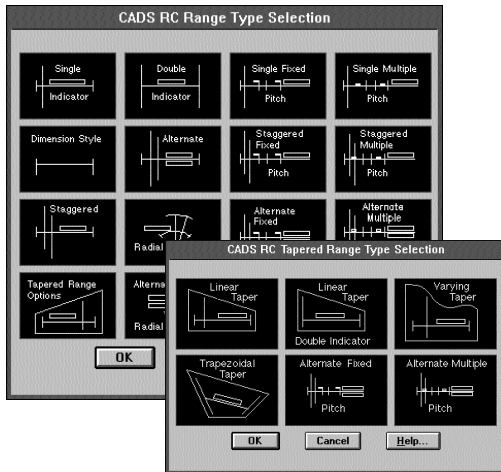 CADS RC Range Type Selection
Single
Indicator
Double
Indicator
Single Fixed
Pitch
Single Multiple
Pitch
Dimension Style
Alternate
Staggered
Fixed
Pitch
Staggered
Multiple
Pitch
Staggered
Radial
Alternate
Fixed
Alternate
Multiple
Tapered Range
Options
Alterna
Radial
OK
CADS RC Tapered Range Type Selection
Linear
Taper
Linear
Taper
Double Indicator
Varying
Taper
Trapezoidal
Taper
Alternate Fixed
Pitch
Alternate Multiple
Pitch
OK
Cancel
Help...